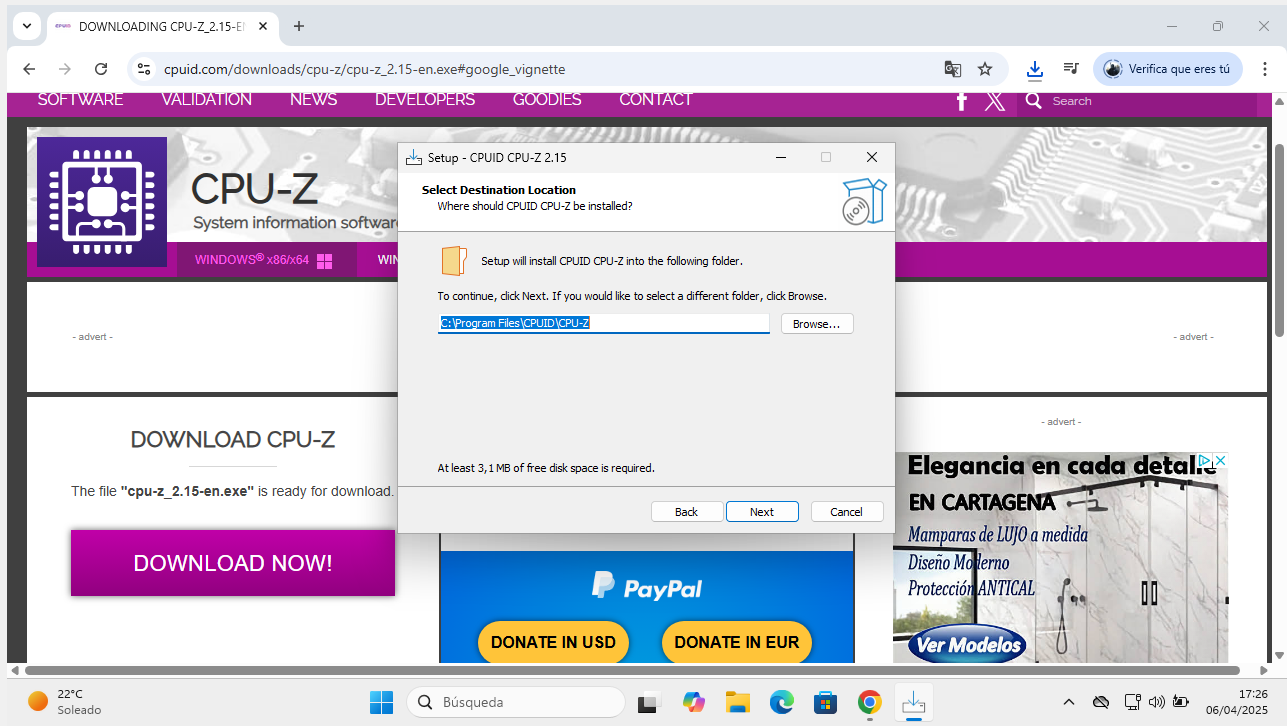 DOWNLOADING CPU-Z_2.15-EN
cpuid.com/downloads/cpu-z/cpu-z_2.15-en.exe#google_vignette
Verifica que eres tú
SOFTWARE VALIDATION NEWS DEVELOPERS GOODIES CONTACT
Search
CPU-Z
System information software
WINDOWS® x86/x64
WIN
Setup - CPUID CPU-Z 2.15
Select Destination Location
Where should CPUID CPU-Z be installed?
Setup will install CPUID CPU-Z into the following folder.
To continue, click Next. If you would like to select a different folder, click Browse.
C:\Program Files\CPUID\CPU-Z
Browse...
At least 3,1 MB of free disk space is required.
Back Next Cancel
- advert -
- advert -
DOWNLOAD CPU-Z
The file "cpu-z_2.15-en.exe" is ready for download.
DOWNLOAD NOW!
PayPal
DONATE IN USD
DONATE IN EUR
- advert -
Elegancia en cada detalle
EN CARTAGENA
Mamparas de LUJO a medida
Diseño Moderno
Protección ANTICAL
Ver Modelos
22°C
Soleado
Búsqueda
17:26
06/04/2025